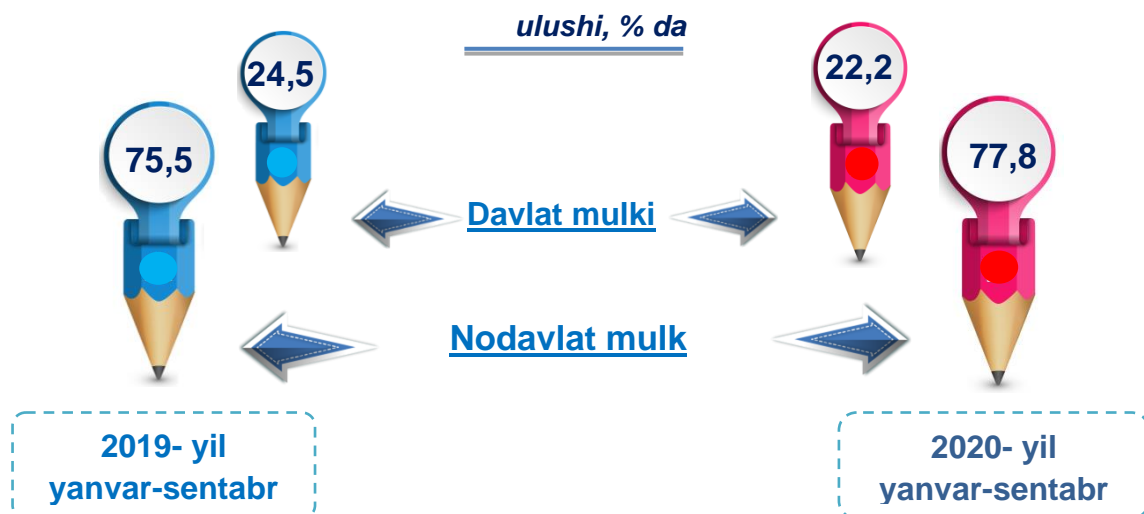 ulushi, % da
24,5
22,2
75,5
77,8
Davlat mulki
Nodavlat mulk
2019- yil
yanvar-sentabr
2020- yil
yanvar-sentabr